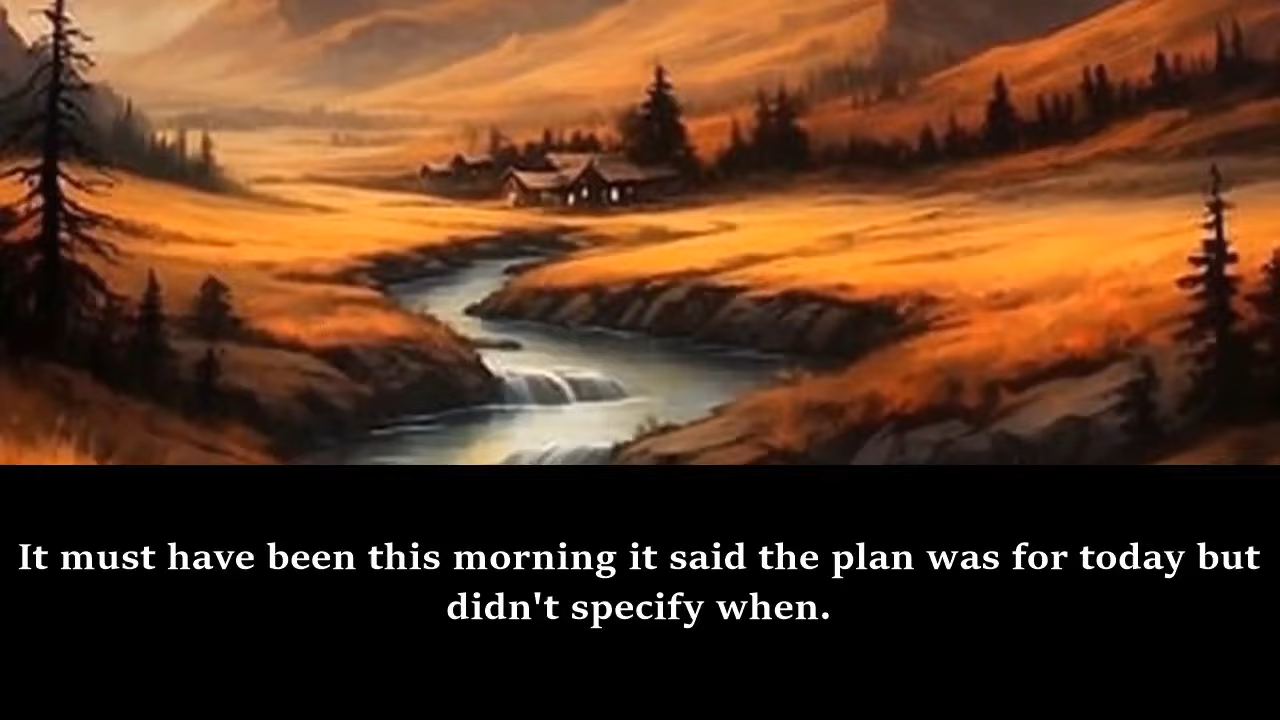 It must have been this morning it said the plan was for today but
didn't specify when.